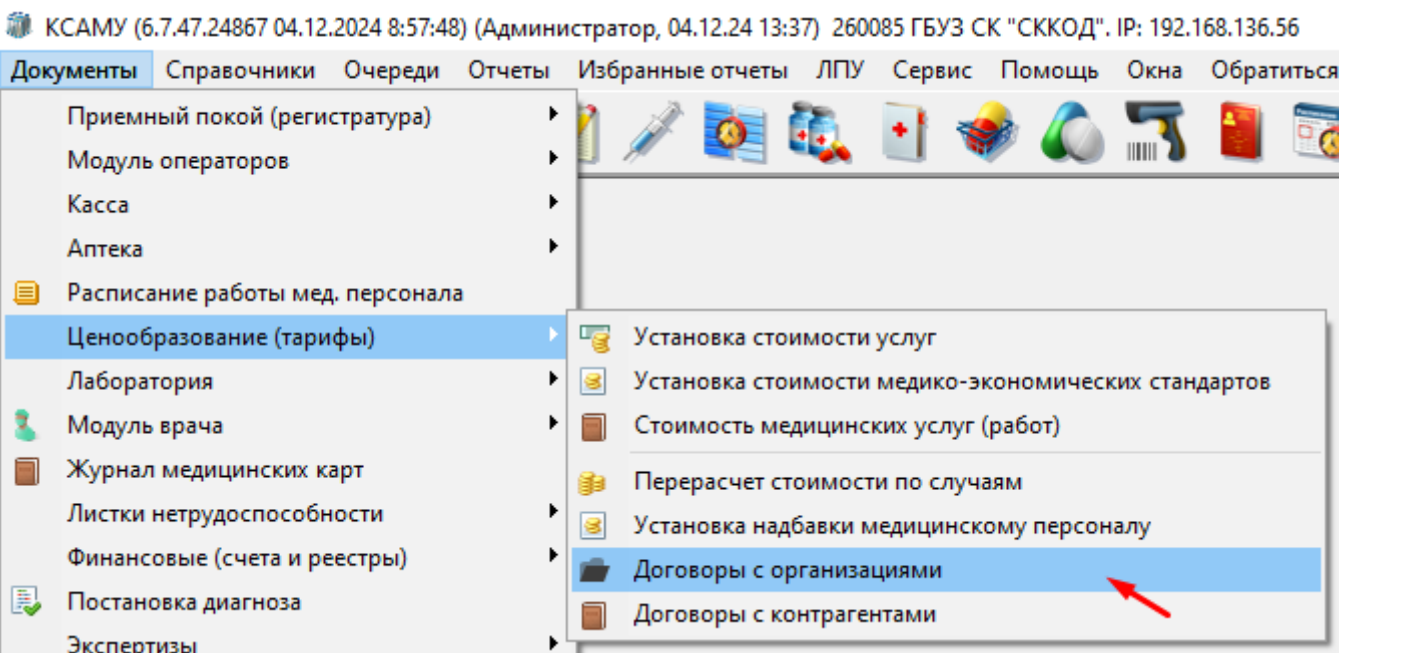 КСАМУ (6.7.47.24867 04.12.2024 8:57:48) (Администратор, 04.12.24 13:37) 260085 ГБУЗ СК "СККОД". IP: 192.168.136.56
Документы Справочники Очереди Отчеты Избранные отчеты ЛПУ Сервис Помощь Окна Обратиться
Приемный покой (регистратура)
Модуль операторов
Касса
Аптека
Расписание работы мед. персонала
Ценообразование (тарифы)
Лаборатория
Модуль врача
Журнал медицинских карт
Листки нетрудоспособности
Финансовые (счета и реестры)
Постановка диагноза
Экспертизы
Установка стоимости услуг
Установка стоимости медико-экономических стандартов
Стоимость медицинских услуг (работ)
Перерасчет стоимости по случаям
Установка надбавки медицинскому персоналу
Договоры с организациями
Договоры с контрагентами